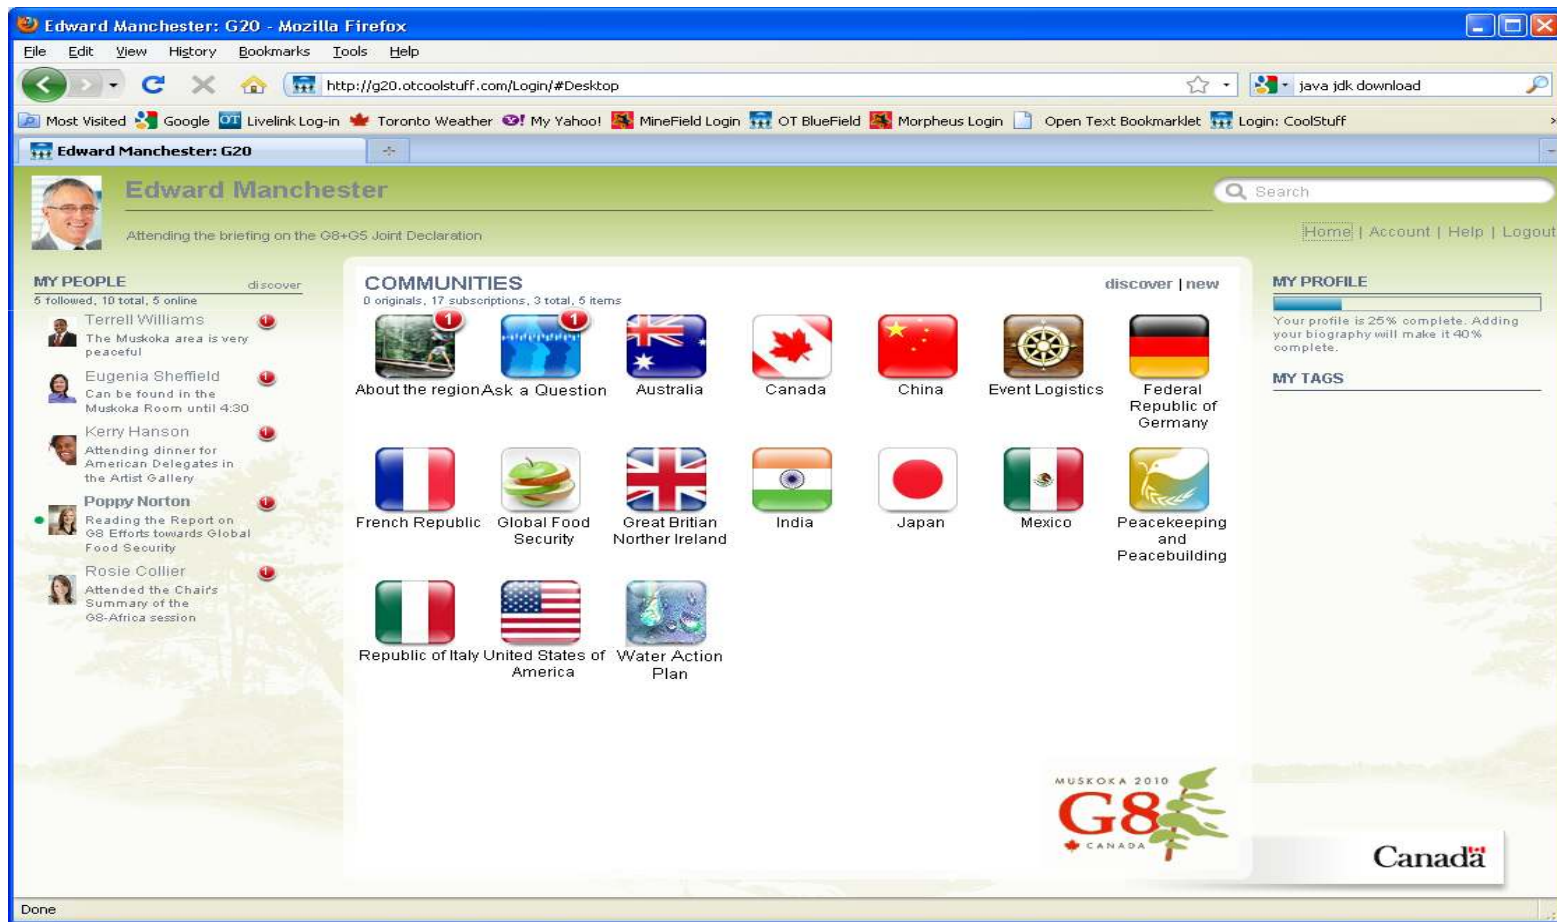 Edward Manchester: G20 - Mozilla Firefox
File Edit View History Bookmarks Tools Help
http://g20.otcoolstuff.com/Login/#Desktop
java jdk download
Most Visited Google OT Livelink Log-in Toronto Weather My Yahoo! MineField Login OT BlueField Morpheus Login Open Text Bookmarklet Login: CoolStuff
Edward Manchester: G20
Edward Manchester
Search
Attending the briefing on the G8+G5 Joint Declaration
Home | Account | Help | Logout
MY PEOPLE
discover
5 followed, 10 total, 5 online
Terrell Williams
The Muskoka area is very
peaceful
Eugenia Sheffield
Can be found in the
Muskoka Room until 4:30
Kerry Hanson
Attending dinner for
American Delegates in
the Artist Gallery
Poppy Norton
Reading the Report on
G8 Efforts towards Global
Food Security
Rosie Collier
Attended the Chair's
Summary of the
G8-Africa session
COMMUNITIES
discover | new
0 originals, 17 subscriptions, 3 total, 5 items
1
1
About the region
Ask a Question
Australia
Canada
China
Event Logistics
Federal
Republic of
Germany
French Republic
Global Food
Security
Great Britian
Norther Ireland
India
Japan
Mexico
Peacekeeping
and
Peacebuilding
Republic of Italy
United States of
America
Water Action
Plan
MUSKOKA 2010
G8
CANADA
MY PROFILE
Your profile is 25% complete. Adding
your biography will make it 40%
complete.
MY TAGS
Canada
Done